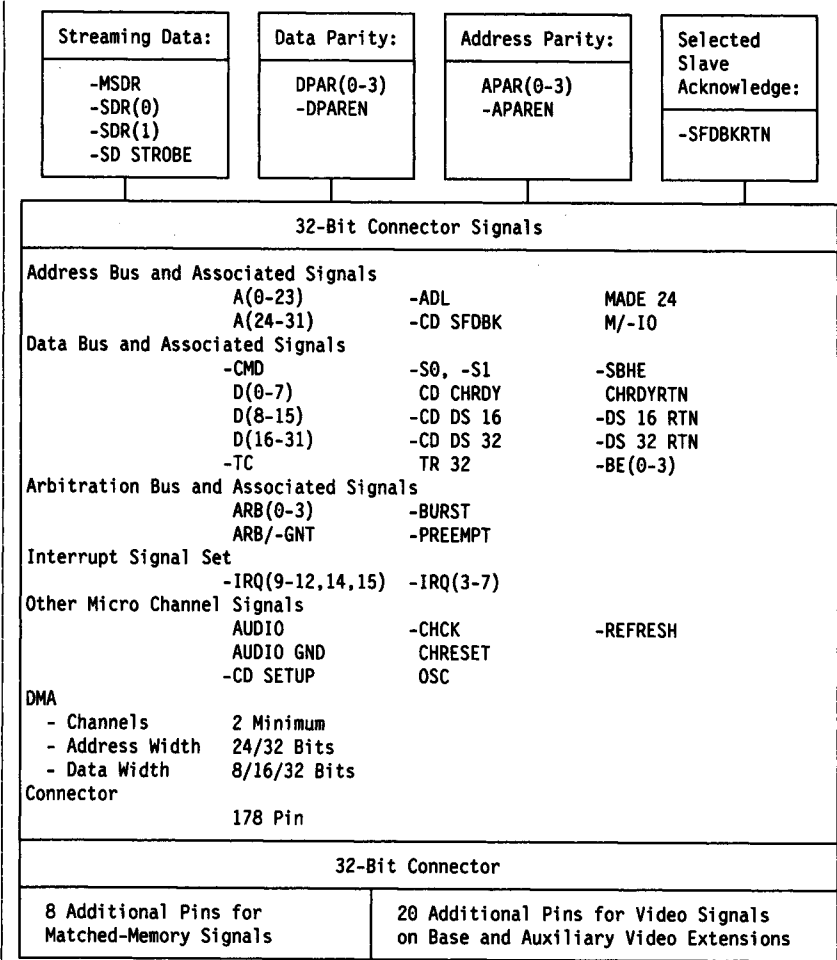 Streaming Data:
-MSDR
-SDR(0)
-SDR(1)
-SD STROBE
Data Parity:
DPAR(0-3)
-DPAREN
Address Parity:
APAR(0-3)
-APAREN
Selected
Slave
Acknowledge:
-SFDBKRTN
32-Bit Connector Signals
Address Bus and Associated Signals
A(0-23) -ADL MADE 24
A(24-31) -CD SFDBK M/-IO
Data Bus and Associated Signals
-CMD -S0, -S1 -SBHE
D(0-7) CD CHRDY CHRDYRTN
D(8-15) -CD DS 16 -DS 16 RTN
D(16-31) -CD DS 32 -DS 32 RTN
-TC TR 32 -BE(0-3)
Arbitration Bus and Associated Signals
ARB(0-3) -BURST
ARB/-GNT -PREEMPT
Interrupt Signal Set
-IRQ(9-12,14,15) -IRQ(3-7)
Other Micro Channel Signals
AUDIO -CHCK -REFRESH
AUDIO GND CHRESET
-CD SETUP OSC
DMA
- Channels 2 Minimum
- Address Width 24/32 Bits
- Data Width 8/16/32 Bits
Connector
178 Pin
32-Bit Connector
8 Additional Pins for
Matched-Memory Signals
20 Additional Pins for Video Signals
on Base and Auxiliary Video Extensions